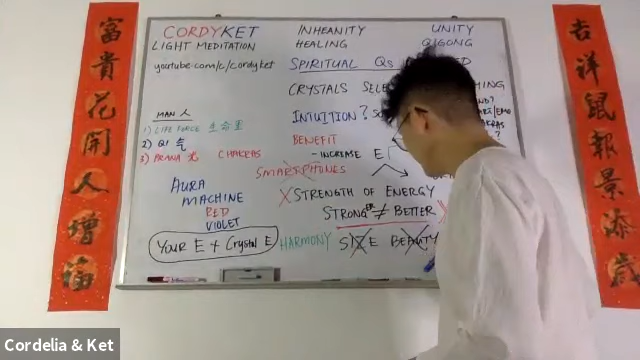 富貴花開人增福
CORDYKET
LIGHT MEDITATION
youtube.com/c/cordyket
INHEANITY
HEALING
UNITY
QIGONG
SPIRITUAL Qs
CRYSTALS
INTUITION?
BENEFIT
- INCREASE E
SMARTPHONES
X STRENGTH OF ENERGY
STRONGER ≠ BETTER
HARMONY SIZE BEAUTY
MAN 人
1) LIFE FORCE
2) QI 气
3) PRANA 光 CHAKRAS
AURA
MACHINE
RED
VIOLET
YOUR E + Crystal E
吉祥鼠報景添歲
Cordelia & Ket